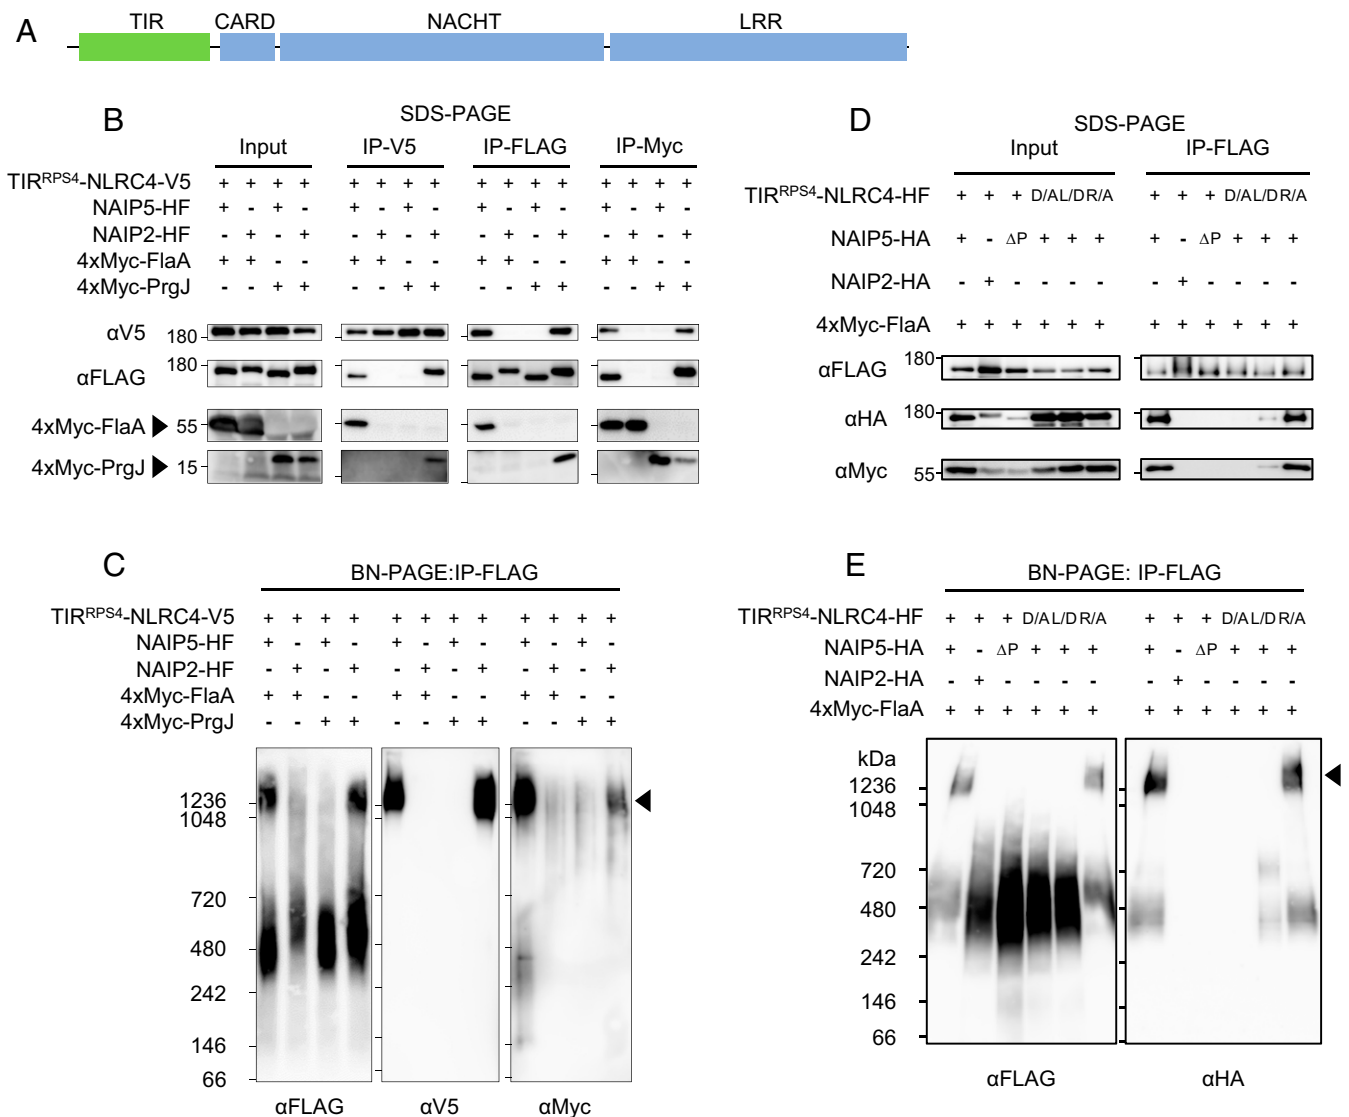 A
TIR CARD NACHT LRR
B
SDS-PAGE
Input IP-V5 IP-FLAG IP-Myc
TIRRPS4-NLRC4-V5 + + + + + + + + + + + + + + + +
NAIP5-HF + - + - + - + - + - + - + - + -
NAIP2-HF - + - + - + - + - + - + - + - +
4xMyc-FlaA + + - - + + - - + + - - + + - -
4xMyc-PrgJ - - + + - - + + - - + + - - + +
αV5 180
αFLAG 180
4xMyc-FlaA 55
4xMyc-PrgJ 15
C
BN-PAGE:IP-FLAG
TIRRPS4-NLRC4-V5 + + + + + + + + + + + +
NAIP5-HF + - + - + - + - + - + -
NAIP2-HF - + - + - + - + - + - +
4xMyc-FlaA + + - - + + - - + + - -
4xMyc-PrgJ - - + + - - + + - - + +
1236
1048
720
480
242
146
66
αFLAG αV5 αMyc
D
SDS-PAGE
Input IP-FLAG
TIRRPS4-NLRC4-HF + + + D/A L/D R/A + + + D/A L/D R/A
NAIP5-HA + - ΔP + + + + - ΔP + + +
NAIP2-HA - + - - - - - + - - - -
4xMyc-FlaA + + + + + + + + + + + +
αFLAG 180
αHA 180
αMyc 55
E
BN-PAGE: IP-FLAG
TIRRPS4-NLRC4-HF + + + D/A L/D R/A + + + D/A L/D R/A
NAIP5-HA + - ΔP + + + + - ΔP + + +
NAIP2-HA - + - - - - - + - - - -
4xMyc-FlaA + + + + + + + + + + + +
kDa
1236
1048
720
480
242
146
66
αFLAG αHA